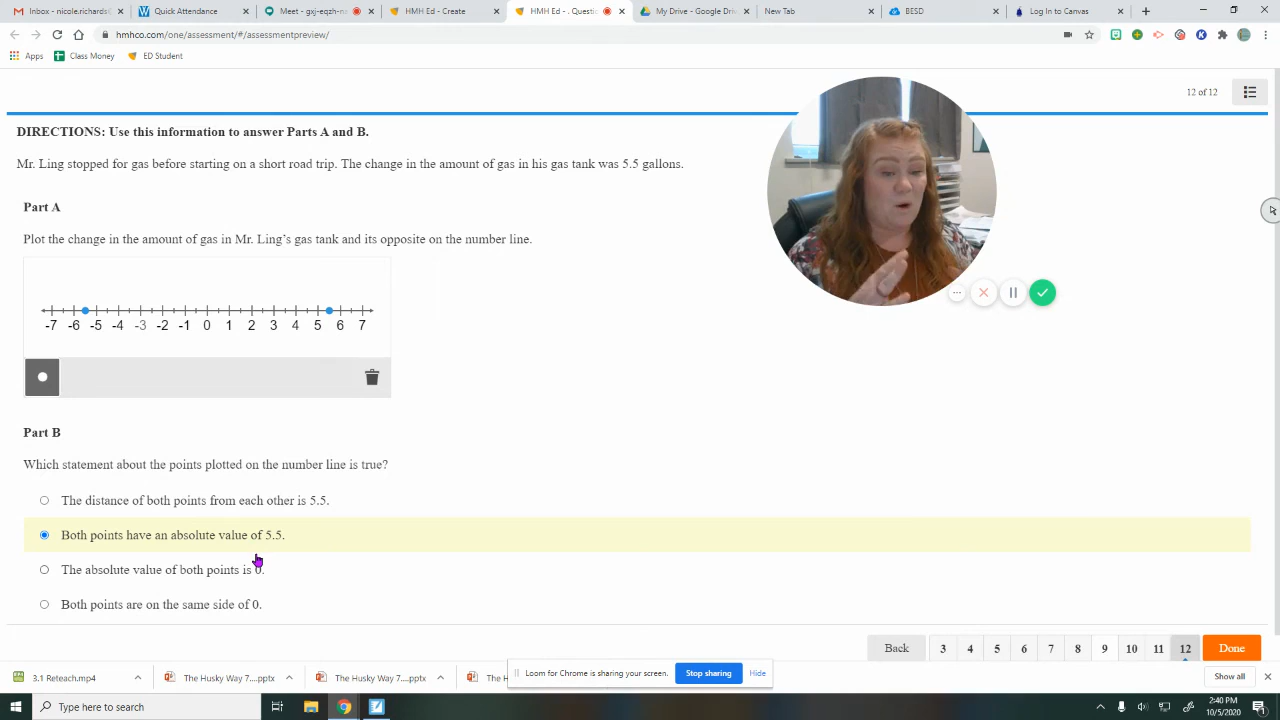 Inbox - nicole.richards
Virtual Attendance
Meet - gxj-eqzh-na
HMH Ed - Create
HMH Ed - . Questi
My Drive - Google Driv
New Tab
BESD
Log In to Canvas
hmhco.com/one/assessment/#/assessmentpreview/
Apps
Class Money
ED Student
12 of 12
DIRECTIONS: Use this information to answer Parts A and B.
Mr. Ling stopped for gas before starting on a short road trip. The change in the amount of gas in his gas tank was 5.5 gallons.
Part A
Plot the change in the amount of gas in Mr. Ling's gas tank and its opposite on the number line.
-7 -6 -5 -4 -3 -2 -1 0 1 2 3 4 5 6 7
Part B
Which statement about the points plotted on the number line is true?
The distance of both points from each other is 5.5.
Both points have an absolute value of 5.5.
The absolute value of both points is 0.
Both points are on the same side of 0.
Back 3 4 5 6 7 8 9 10 11 12 Done
3.1 Reteach.mp4
The Husky Way 7....pptx
The Husky Way 7....pptx
The H
Loom for Chrome is sharing your screen.
Stop sharing
Hide
Show all
Type here to search
2:40 PM
10/5/2020